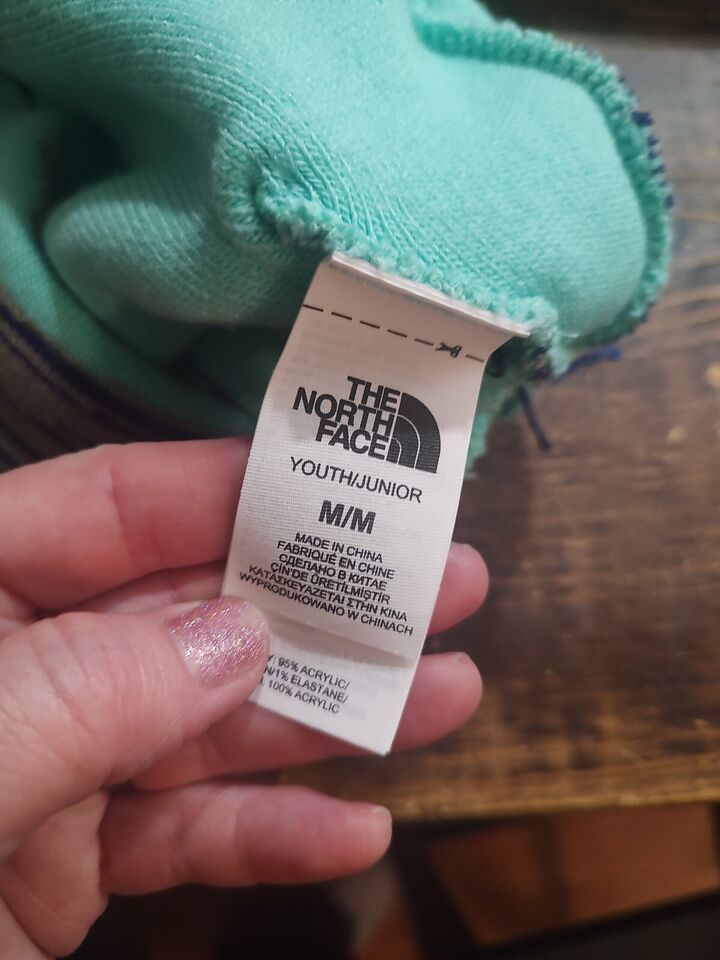 THE
NORTH
FACE
YOUTH/JUNIOR
M/M
MADE IN CHINA
FABRIQUÉ EN CHINE
СДЕЛАНО В КИТАЕ
ÇİN'DE ÜRETİLMİŞTİR
ΚΑΤΑΣΚΕΥΑΖΕΤΑΙ ΣΤΗΝ ΚΙΝΑ
WYPRODUKOWANO W CHINACH
95% ACRYLIC/
1% ELASTANE/
100% ACRYLIC